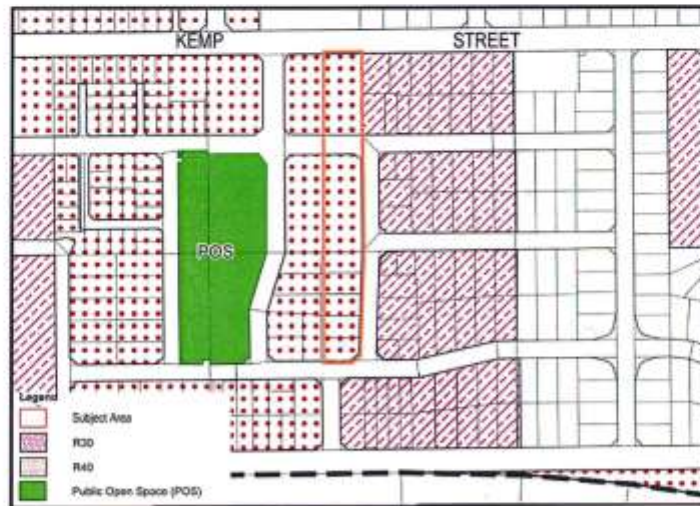 KEMP STREET
POS
Legend
Subject Area
R30
R40
Public Open Space (POS)